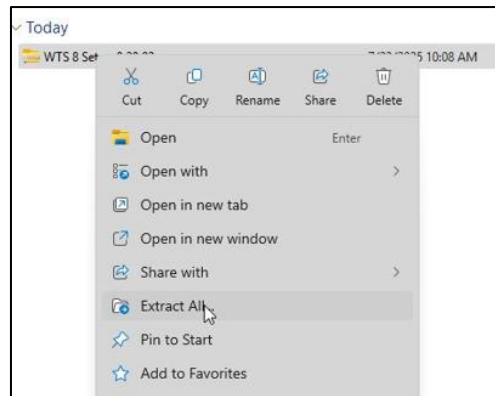 Today
WTS 8 Set 10:08 AM
Cut Copy Rename Share Delete
Open Enter
Open with
Open in new tab
Open in new window
Share with
Extract All...
Pin to Start
Add to Favorites